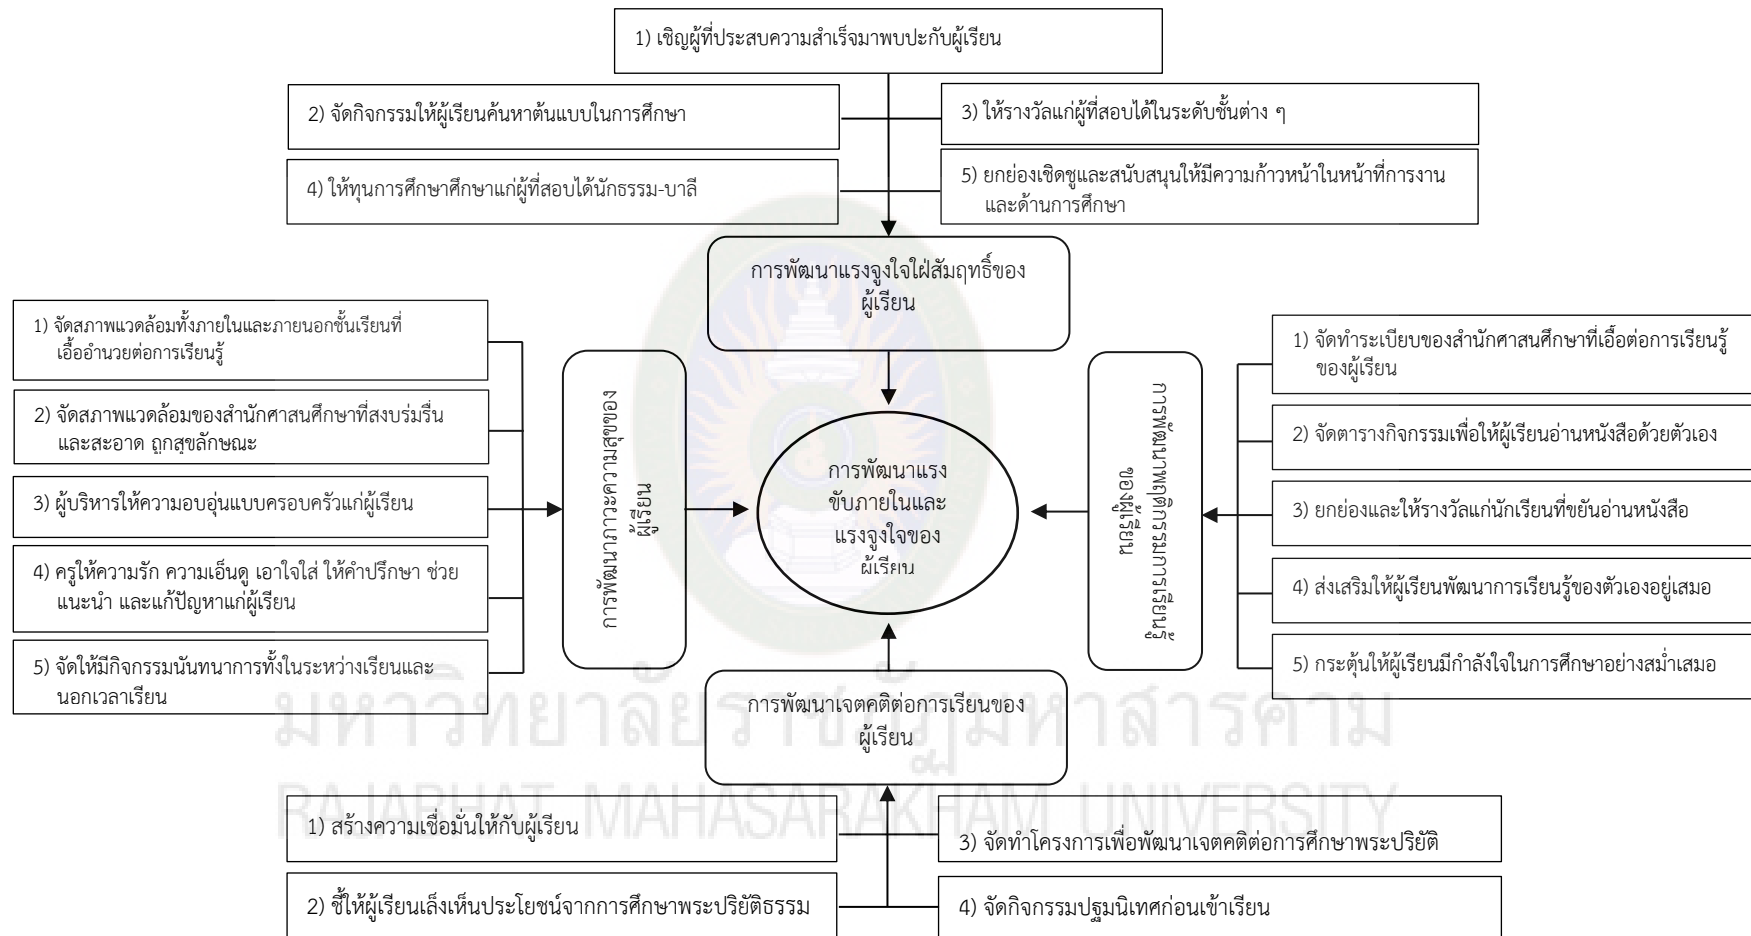 1) เชิญผู้ที่ประสบความสำเร็จมาพบปะกับผู้เรียน
2) จัดกิจกรรมให้ผู้เรียนค้นหาต้นแบบในการศึกษา
3) ให้รางวัลแก่ผู้ที่สอบได้ในระดับชั้นต่าง ๆ
4) ให้ทุนการศึกษาศึกษาแก่ผู้ที่สอบได้นักธรรม-บาลี
5) ยกย่องเชิดชูและสนับสนุนให้มีความก้าวหน้าในหน้าที่การงาน
และด้านการศึกษา
การพัฒนาแรงจูงใจใฝ่สัมฤทธิ์ของ
ผู้เรียน
1) จัดสภาพแวดล้อมทั้งภายในและภายนอกชั้นเรียนที่
เอื้ออำนวยต่อการเรียนรู้
2) จัดสภาพแวดล้อมของสำนักศาสนศึกษาที่สงบร่มรื่น
และสะอาด ถูกสุขลักษณะ
3) ผู้บริหารให้ความอบอุ่นแบบครอบครัวแก่ผู้เรียน
4) ครูให้ความรัก ความเอ็นดู เอาใจใส่ ให้คำปรึกษา ช่วย
แนะนำ และแก้ปัญหาแก่ผู้เรียน
5) จัดให้มีกิจกรรมนันทนาการทั้งในระหว่างเรียนและ
นอกเวลาเรียน
การพัฒนาภาวะความสุขของ
ผู้เรียน
การพัฒนาแรง
ขับภายในและ
แรงจูงใจของ
ผู้เรียน
การพัฒนาพฤติกรรมการเรียนรู้
ของผู้เรียน
1) จัดทำระเบียบของสำนักศาสนศึกษาที่เอื้อต่อการเรียนรู้
ของผู้เรียน
2) จัดตารางกิจกรรมเพื่อให้ผู้เรียนอ่านหนังสือด้วยตัวเอง
3) ยกย่องและให้รางวัลแก่นักเรียนที่ขยันอ่านหนังสือ
4) ส่งเสริมให้ผู้เรียนพัฒนาการเรียนรู้ของตัวเองอยู่เสมอ
5) กระตุ้นให้ผู้เรียนมีกำลังใจในการศึกษาอย่างสม่ำเสมอ
การพัฒนาเจตคติต่อการเรียนของ
ผู้เรียน
มหาวิทยาลัยราชภัฏมหาสารคาม
RAJABHAT MAHASARAKHAM UNIVERSITY
1) สร้างความเชื่อมั่นให้กับผู้เรียน
3) จัดทำโครงการเพื่อพัฒนาเจตคติต่อการศึกษาพระปริยัติ
2) ชี้ให้ผู้เรียนเล็งเห็นประโยชน์จากการศึกษาพระปริยัติธรรม
4) จัดกิจกรรมปฐมนิเทศก่อนเข้าเรียน